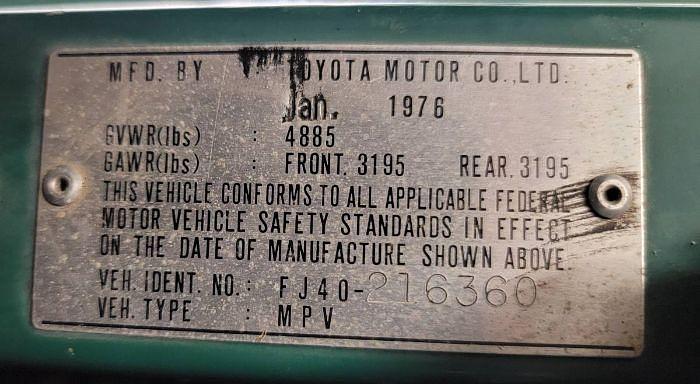 MFD. BY TOYOTA MOTOR CO., LTD.
Jan. 1976
GVWR(lbs) : 4885
GAWR(lbs) : FRONT. 3195 REAR. 3195
THIS VEHICLE CONFORMS TO ALL APPLICABLE FEDERAL
MOTOR VEHICLE SAFETY STANDARDS IN EFFECT
ON THE DATE OF MANUFACTURE SHOWN ABOVE.
VEH. IDENT. NO. : FJ40-216360
VEH. TYPE : MPV